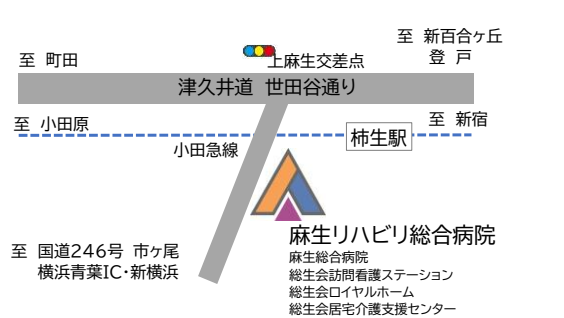 至 新百合ヶ丘
登 戸
至 町田
上麻生交差点
津久井道 世田谷通り
至 小田原
至 新宿
柿生駅
小田急線
麻生リハビリ総合病院
至 国道246号 市ヶ尾
横浜青葉IC・新横浜
麻生総合病院
総生会訪問看護ステーション
総生会ロイヤルホーム
総生会居宅介護支援センター